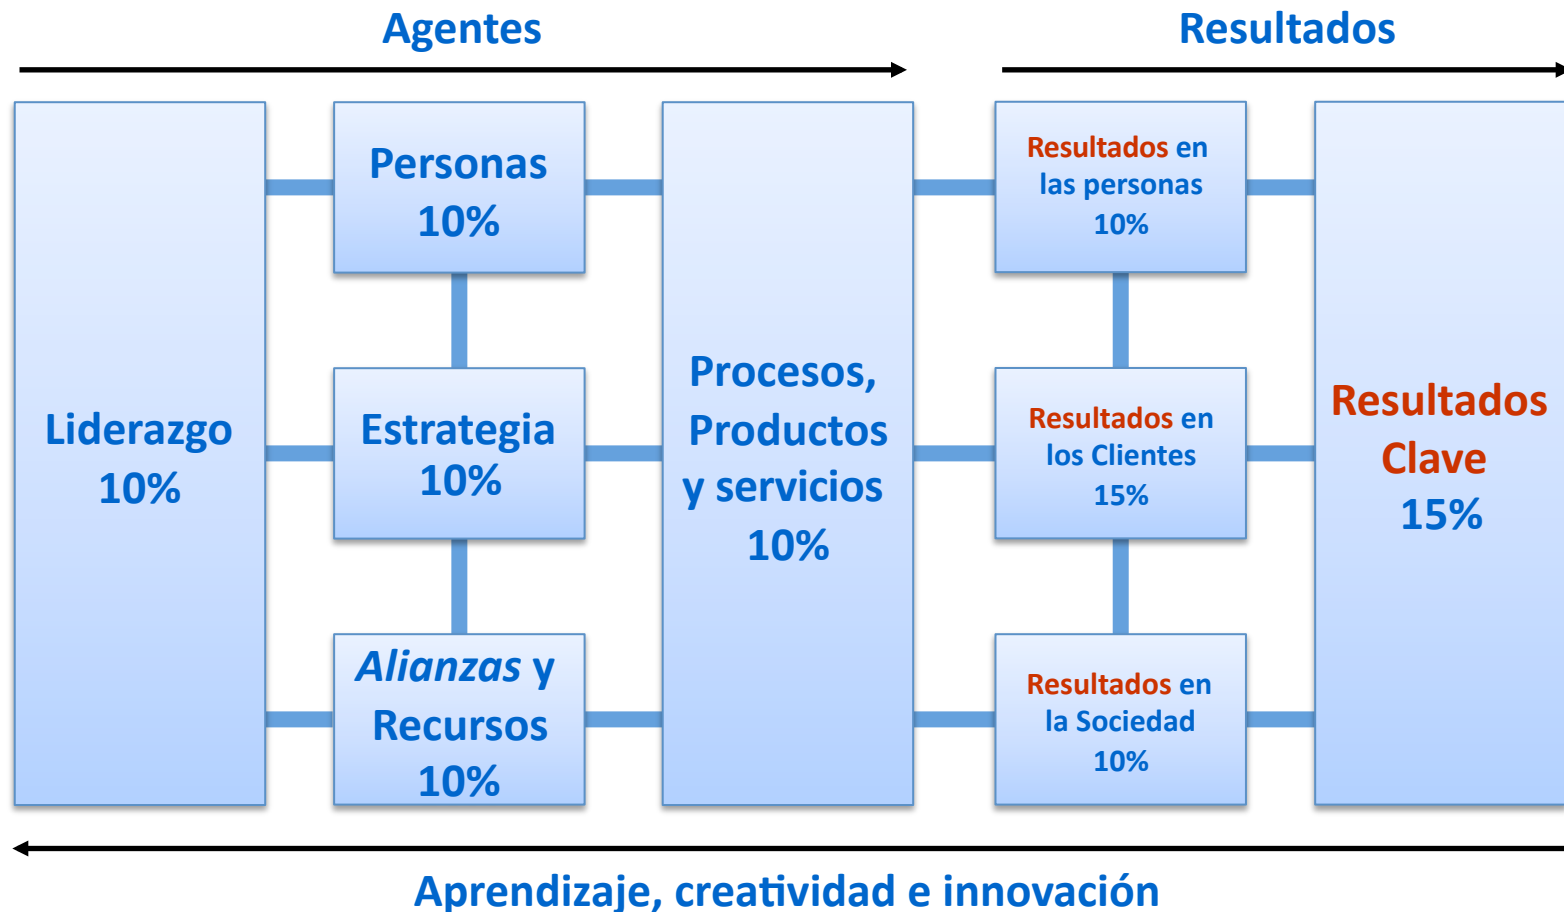 Agentes
Resultados
Liderazgo
10%
Personas
10%
Estrategia
10%
Alianzas y
Recursos
10%
Procesos,
Productos
y servicios
10%
Resultados en
las personas
10%
Resultados en
los Clientes
15%
Resultados en
la Sociedad
10%
Resultados
Clave
15%
Aprendizaje, creatividad e innovación